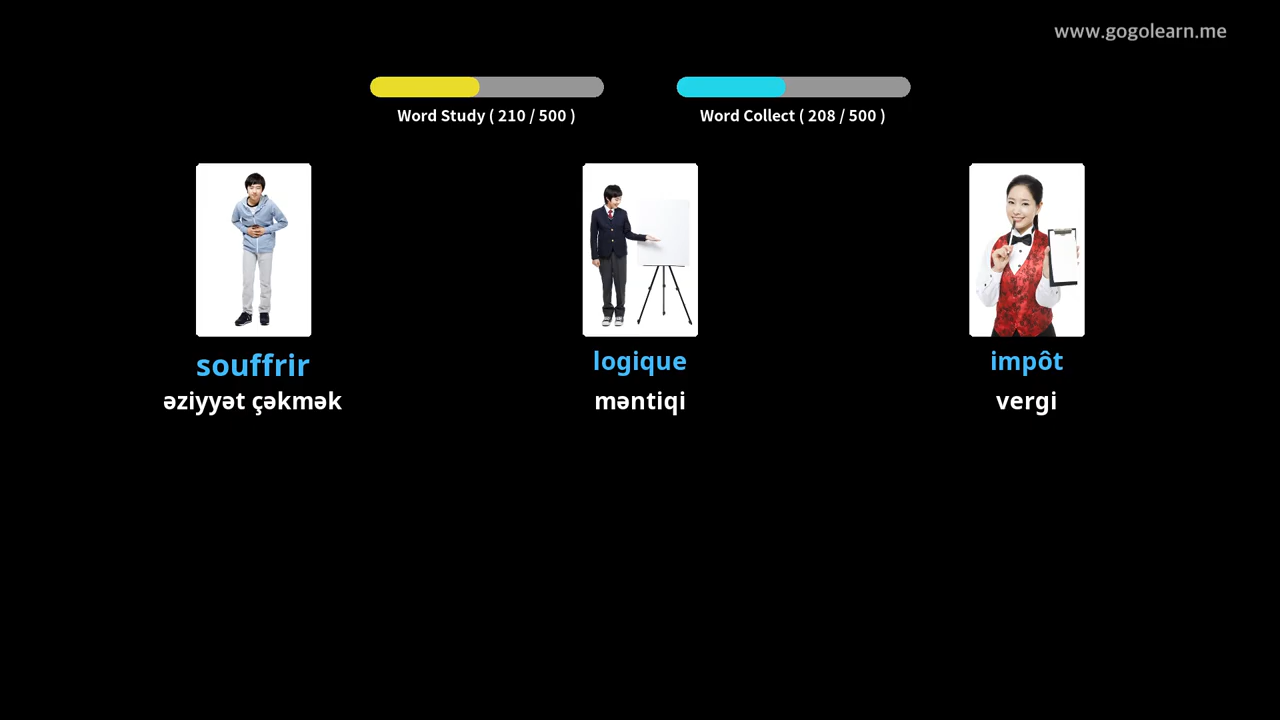 www.gogolearn.me
Word Study ( 210 / 500 )
Word Collect ( 208 / 500 )
souffrir
logique
impôt
əziyyət çəkmək
məntiqi
vergi